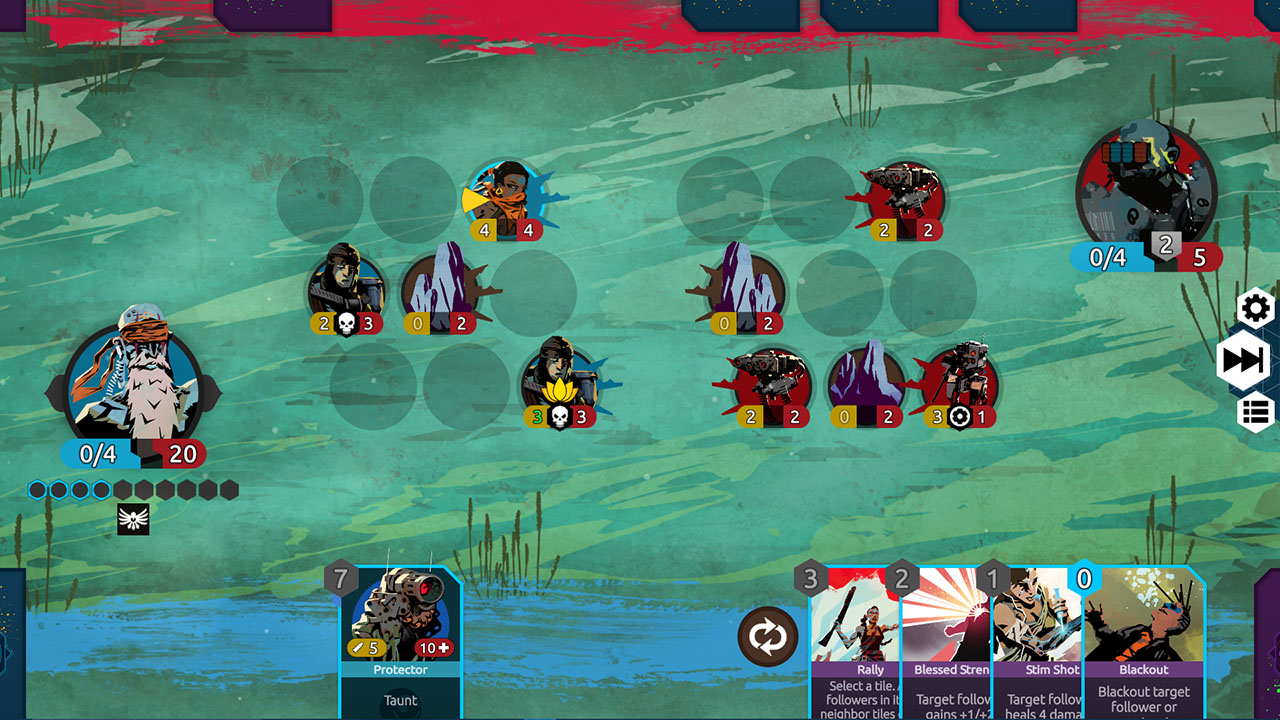 4 4
2 2
0/4 2 5
2 3
0 2
0 2
3 3
2 2
0 2
3 1
0/4 20
7
5 10+
Protector
Taunt
3
Rally
Select a tile.
followers in it
neighbor tiles
2
Blessed Stren
Target follow
gains +1/+2
1
Stim Shot
Target follow
heals 4 dama
0
Blackout
Blackout target
follower or